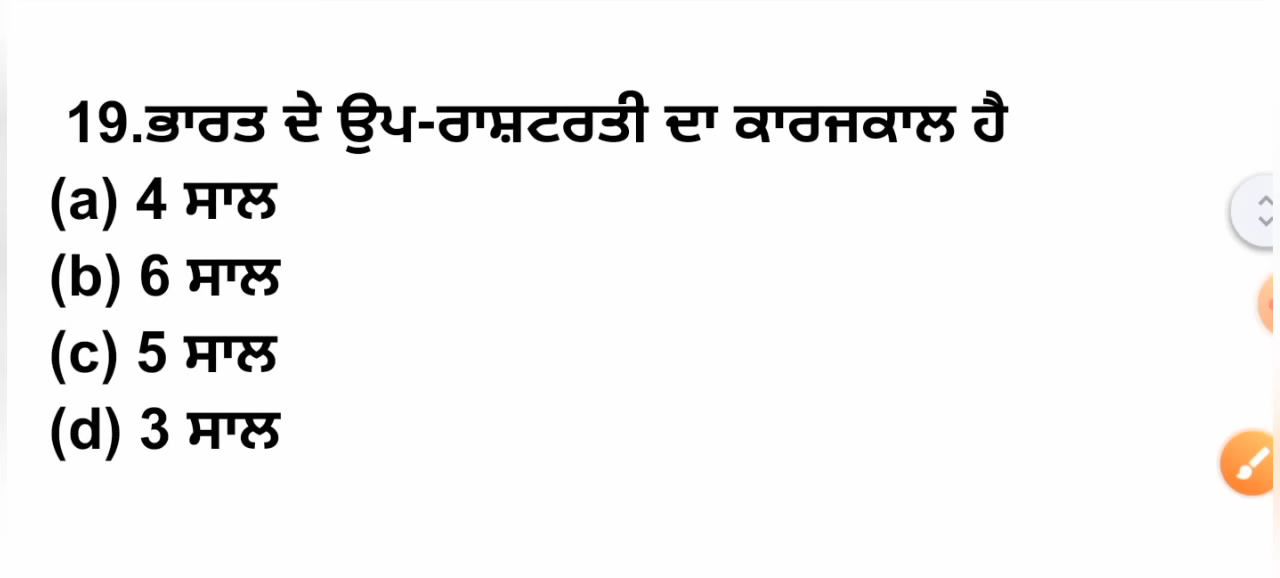 19.ਭਾਰਤ ਦੇ ਉਪ-ਰਾਸ਼ਟਰਤੀ ਦਾ ਕਾਰਜਕਾਲ ਹੈ
(a) 4 ਸਾਲ
(b) 6 ਸਾਲ
(c) 5 ਸਾਲ
(d) 3 ਸਾਲ